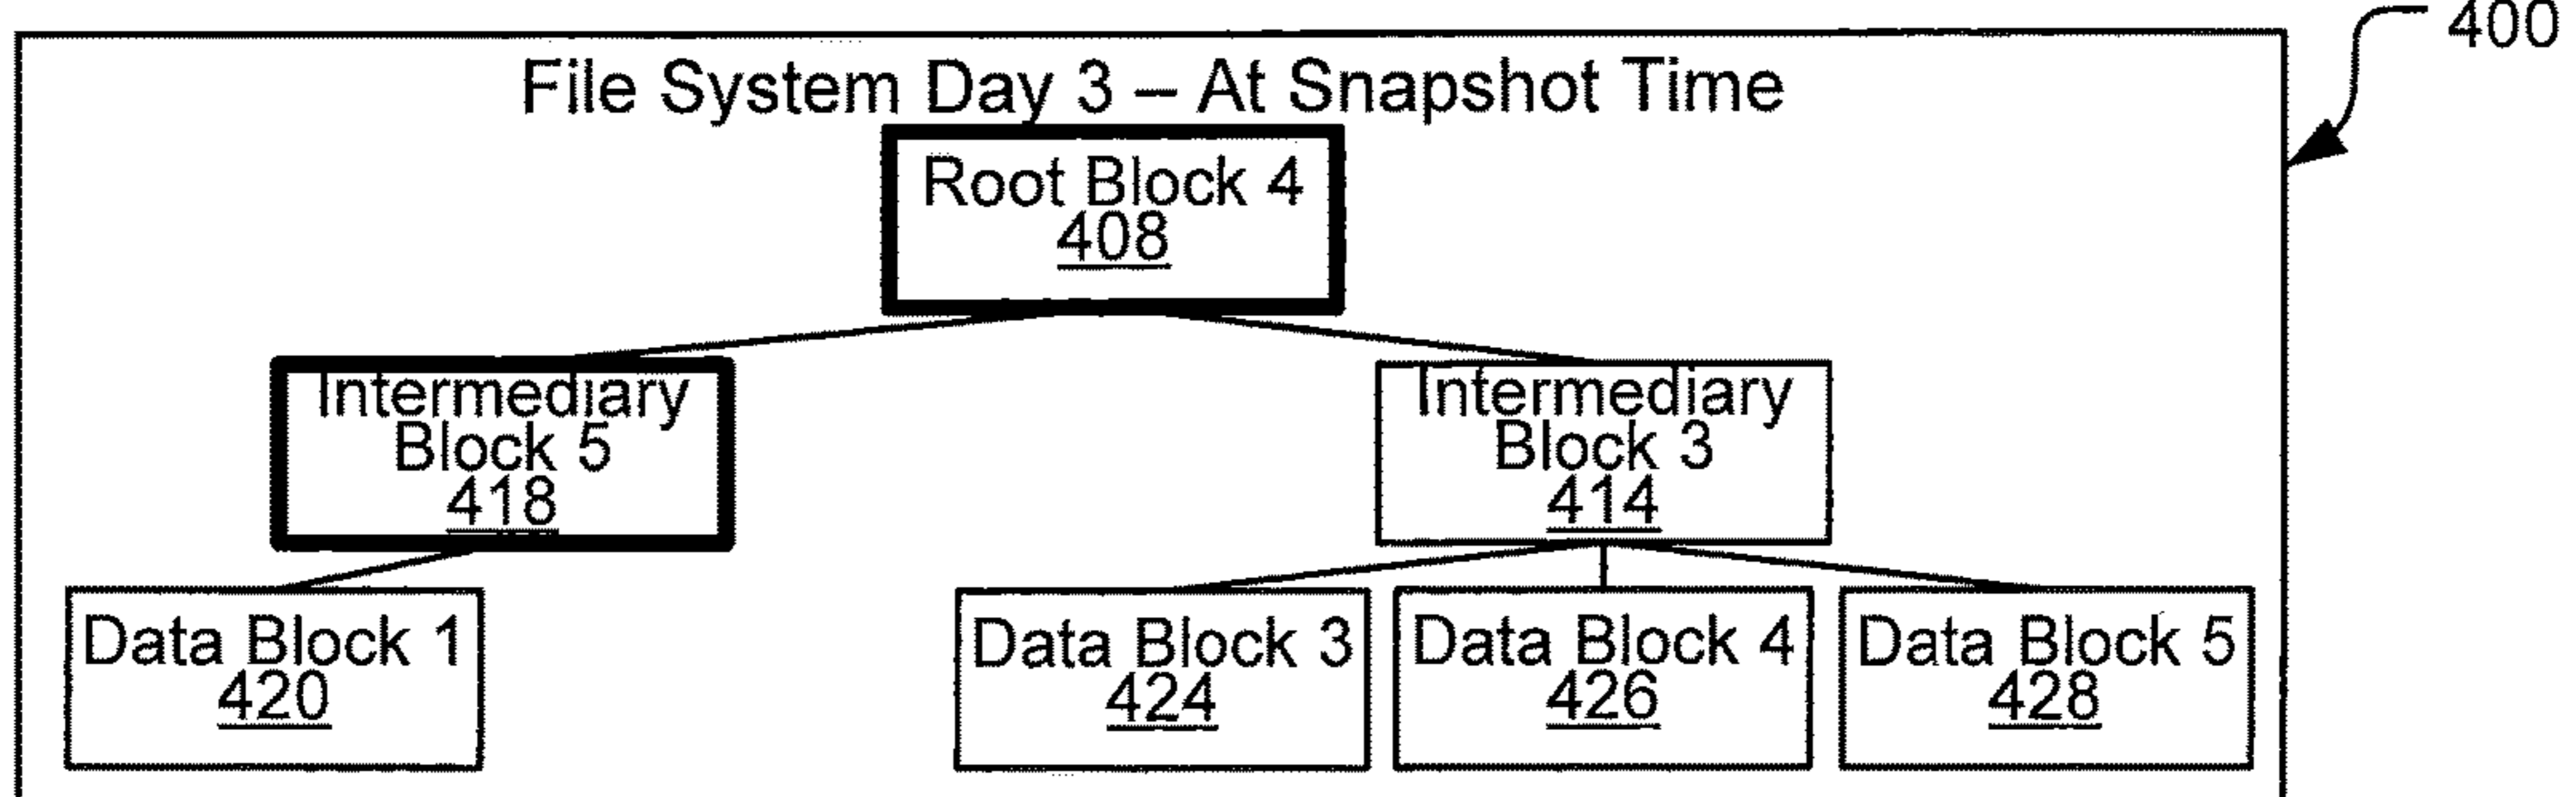 400
File System Day 3 – At Snapshot Time
Root Block 4
408
Intermediary
Block 5
418
Intermediary
Block 3
414
Data Block 1
420
Data Block 3
424
Data Block 4
426
Data Block 5
428